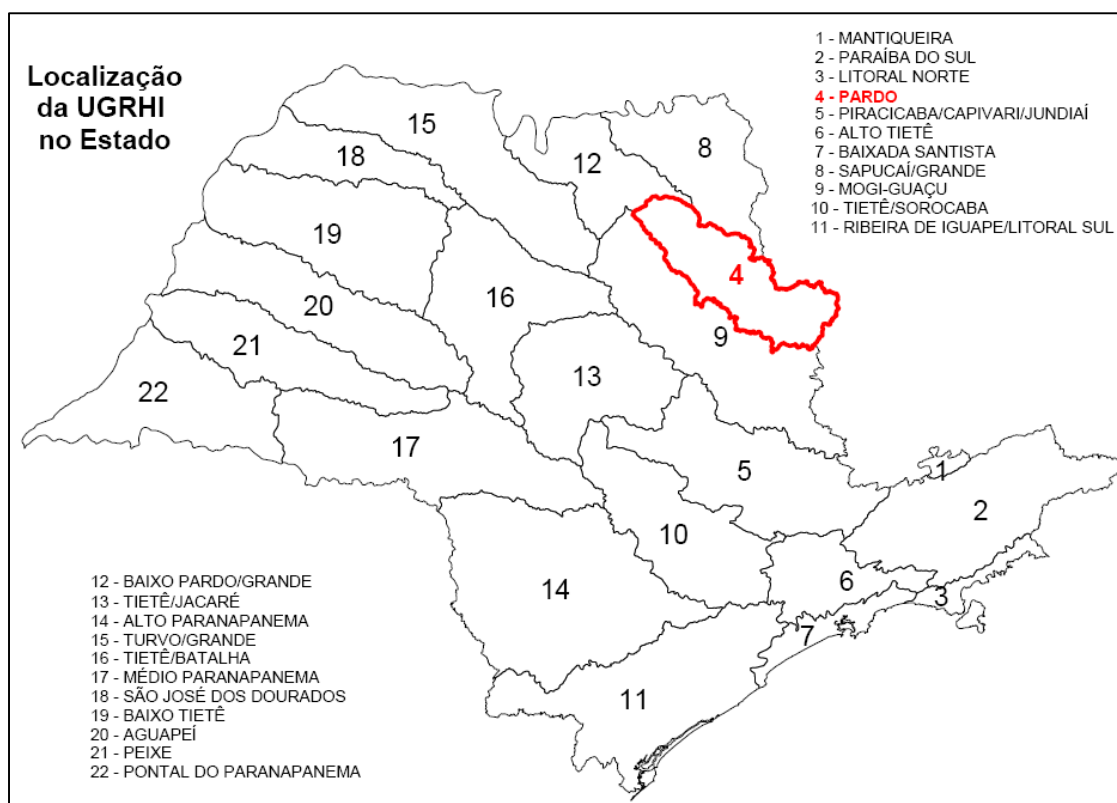 Localização
da UGRHI
no Estado
1 - MANTIQUEIRA
2 - PARAÍBA DO SUL
3 - LITORAL NORTE
4 - PARDO
5 - PIRACICABA/CAPIVARI/JUNDIAÍ
6 - ALTO TIETÊ
7 - BAIXADA SANTISTA
8 - SAPUCAÍ/GRANDE
9 - MOGI-GUAÇU
10 - TIETÊ/SOROCABA
11 - RIBEIRA DE IGUAPE/LITORAL SUL
15
18
12
8
19
4
16
20
9
21
13
22
17
5
1
2
10
14
6
3
7
11
12 - BAIXO PARDO/GRANDE
13 - TIETÊ/JACARÉ
14 - ALTO PARANAPANEMA
15 - TURVO/GRANDE
16 - TIETÊ/BATALHA
17 - MÉDIO PARANAPANEMA
18 - SÃO JOSÉ DOS DOURADOS
19 - BAIXO TIETÊ
20 - AGUAPEÍ
21 - PEIXE
22 - PONTAL DO PARANAPANEMA